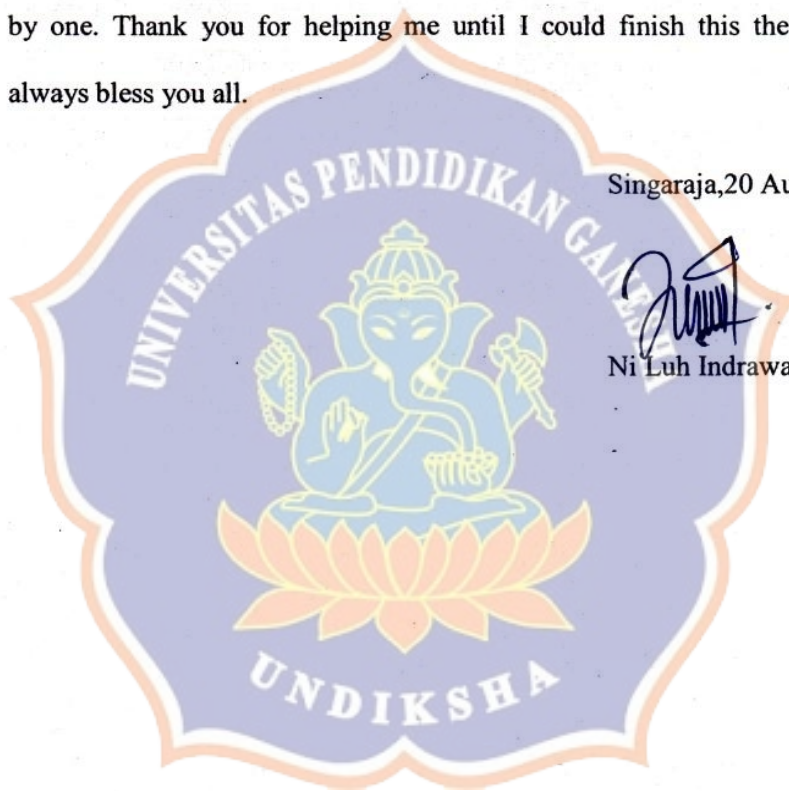 by one. Thank you for helping me until I could finish this the
always bless you all.
UNIVERSITAS PENDIDIKAN GANESHA
Singaraja,20 Au
Ni Luh Indrawa
UNDIKSHA